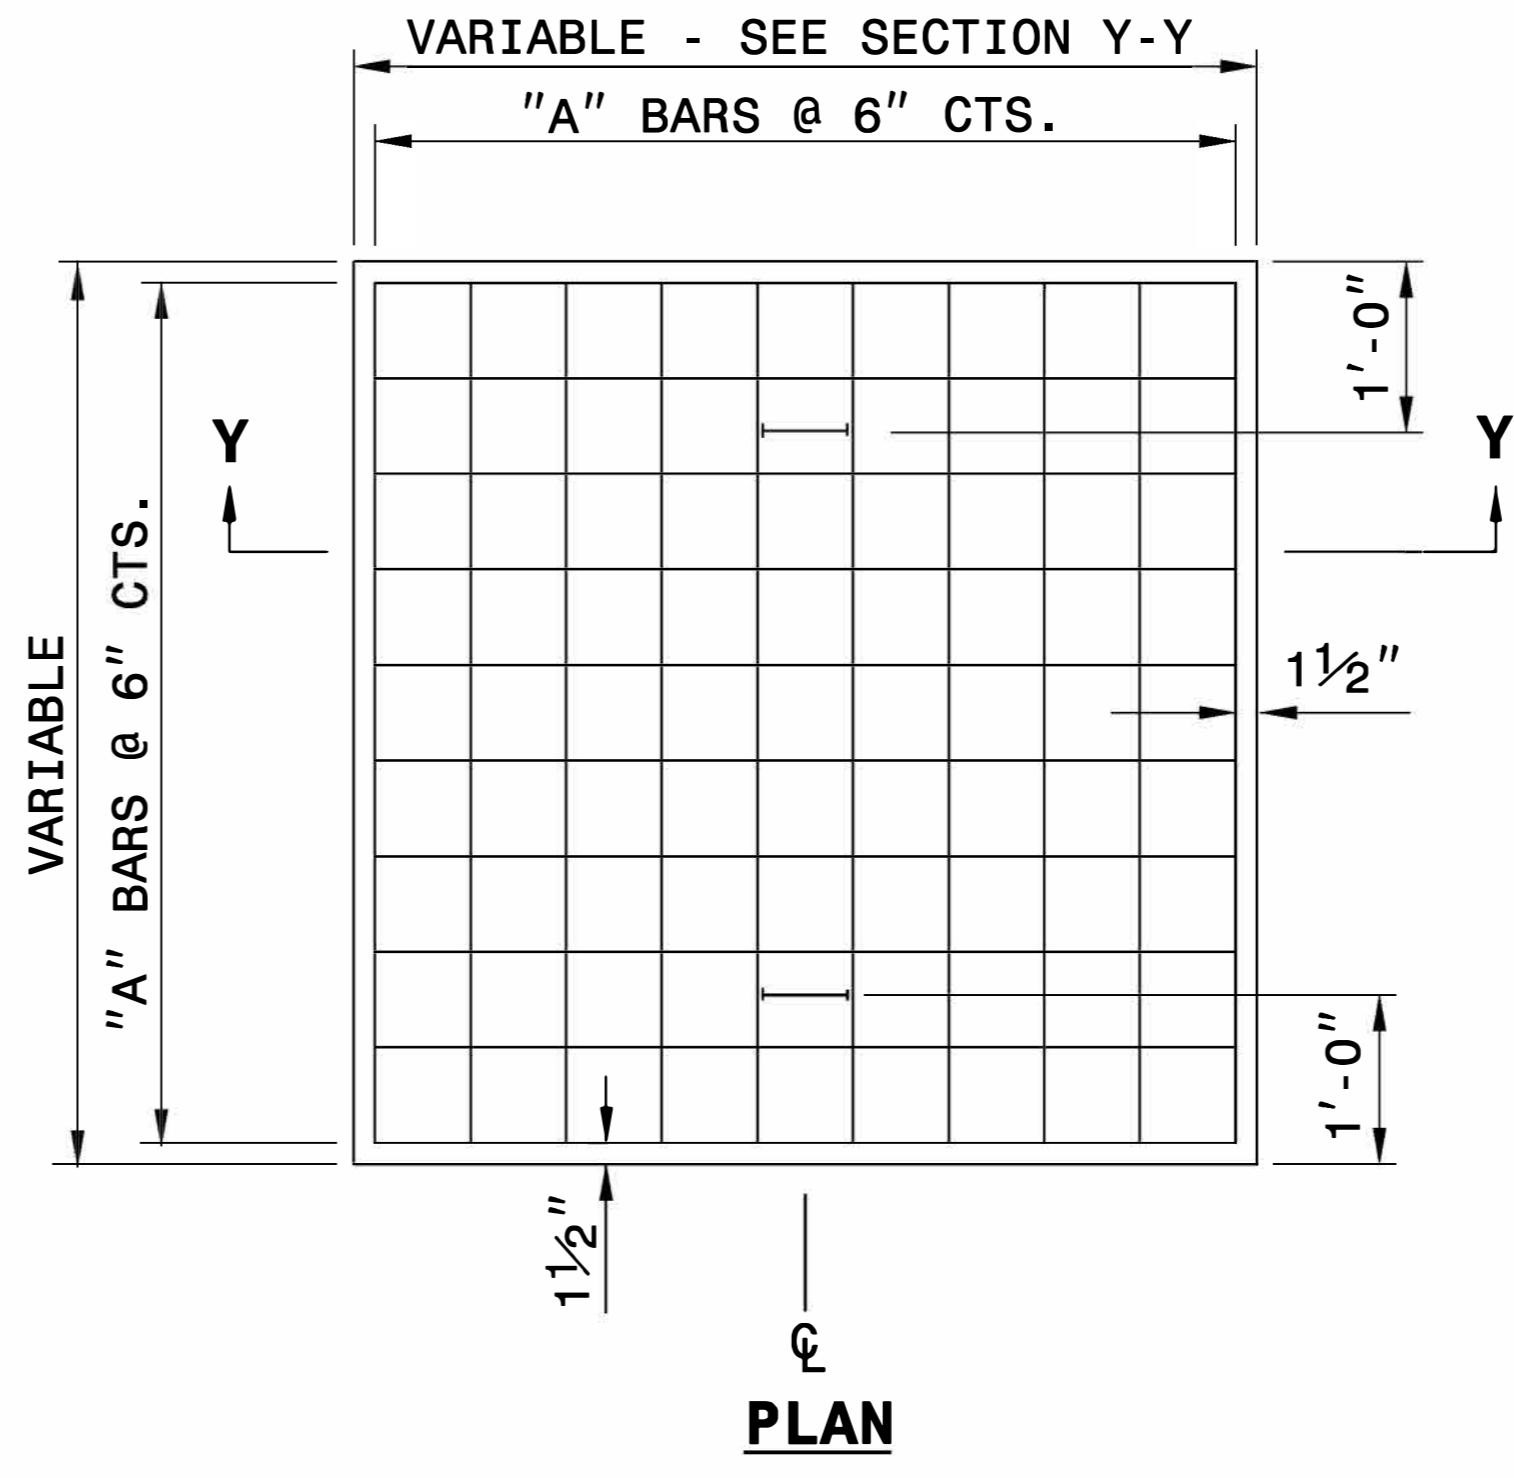 VARIABLE - SEE SECTION Y-Y
"A" BARS @ 6" CTS.
1'-0"
Y
Y
VARIABLE
"A" BARS @ 6" CTS.
1½"
1'-0"
1½"
℄
PLAN